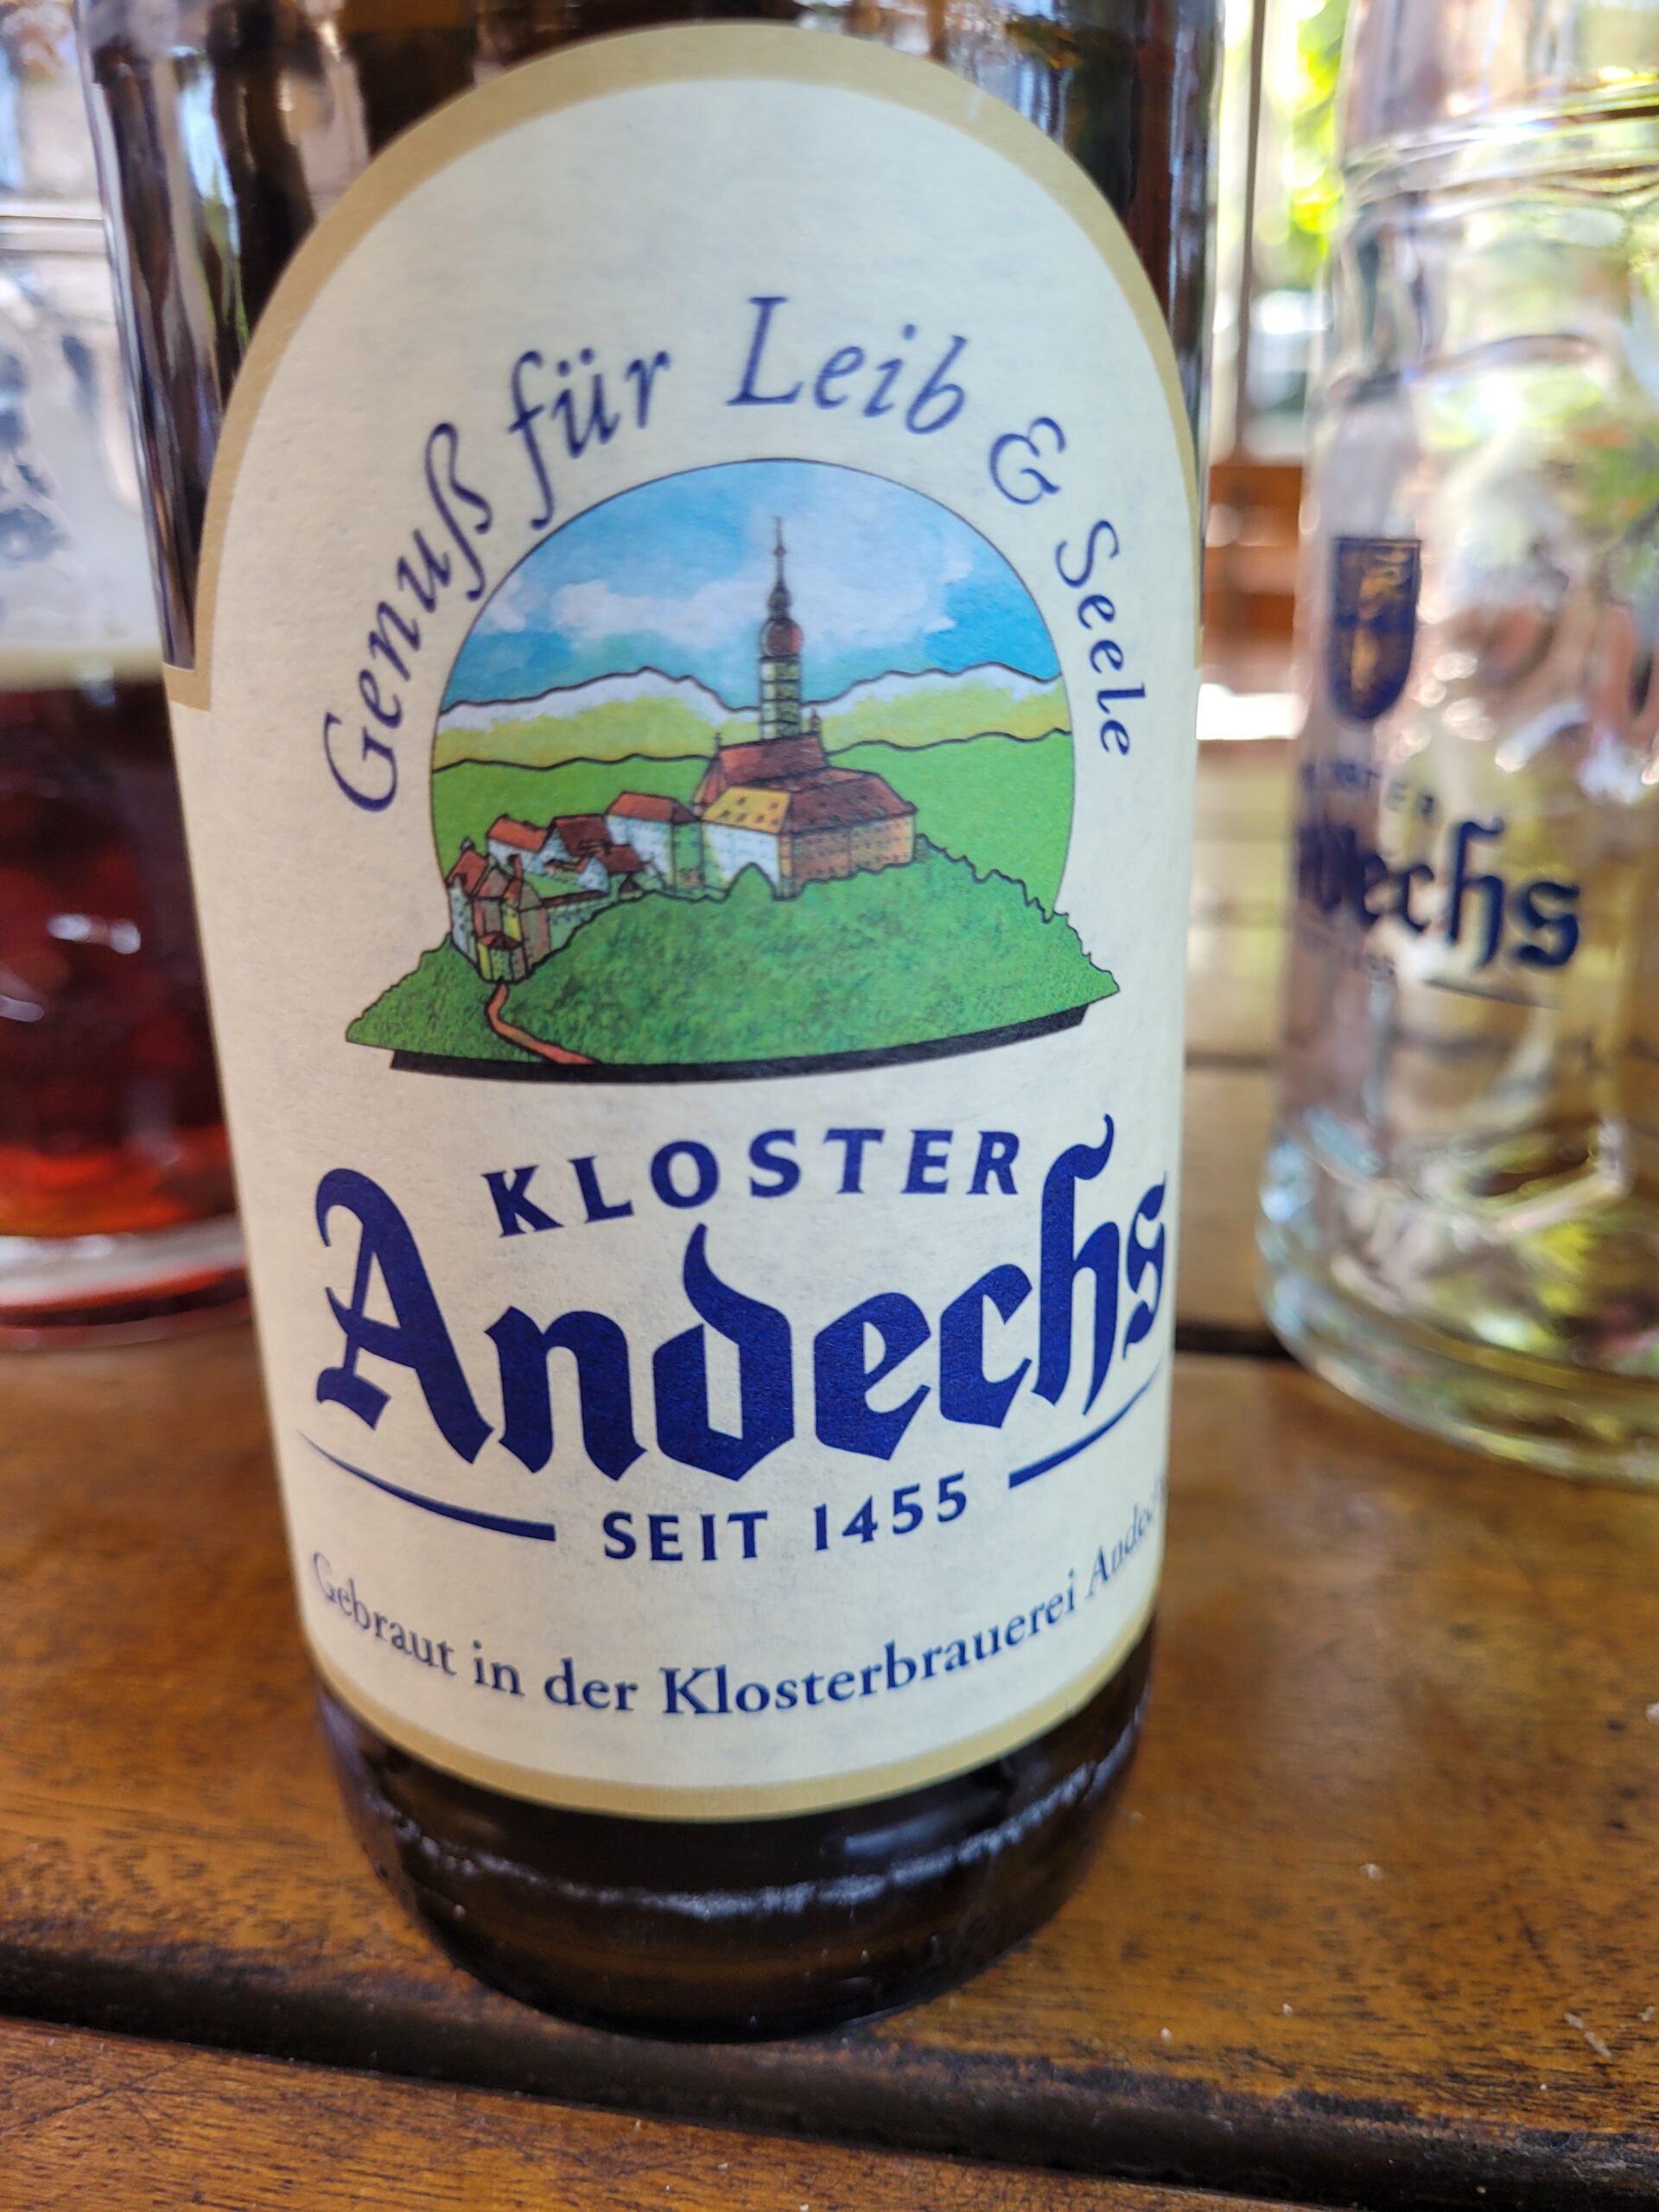 Genuß für Leib & Seele
KLOSTER
Andechs
SEIT 1455
Gebraut in der Klosterbrauerei